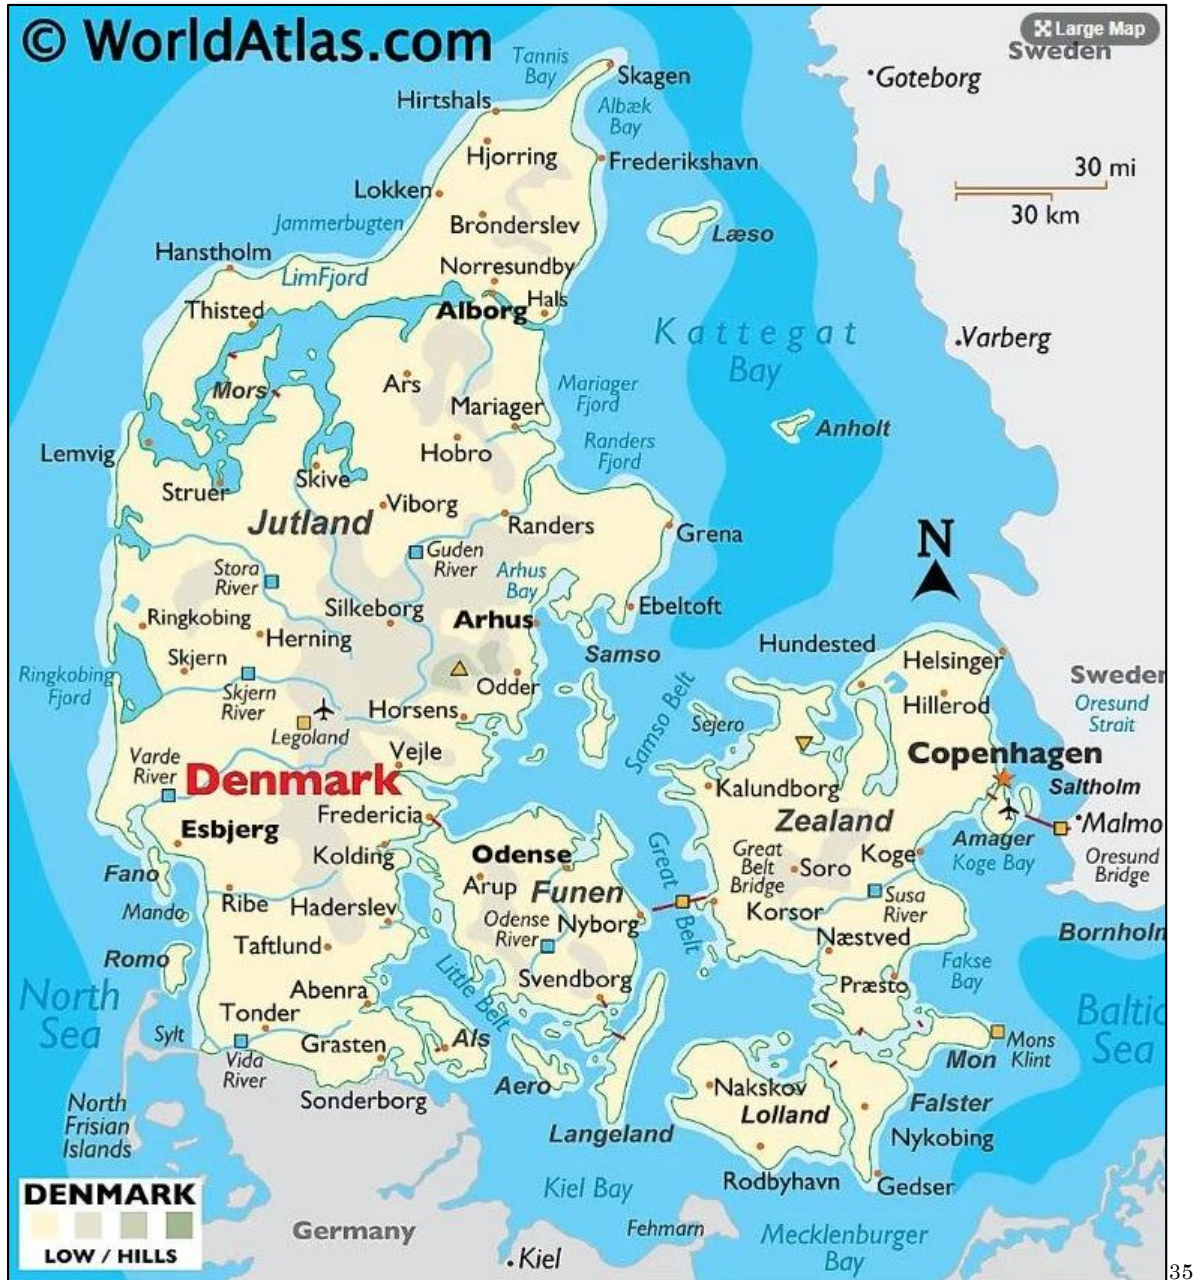 © WorldAtlas.com
Large Map
Sweden
Tannis
Bay
Skagen
Goteborg
Hirtshals
Albæk
Bay
Hjorring
Frederikshavn
30 mi
Lokken
30 km
Jammerbugten
Bronderslev
Læso
Hanstholm
Norresundby
LimFjord
Hals
Thisted
Alborg
Kattegat
Bay
Varberg
Mors
Ars
Mariager
Fjord
Mariager
Anholt
Lemvig
Hobro
Randers
Fjord
Struer
Skive
Viborg
Jutland
Randers
Grena
N
Guden
River
Stora
River
Arhus
Bay
Silkeborg
Ebeltoft
Ringkobing
Arhus
Herning
Hundested
Samso
Helsinger
Skjern
Ringkobing
Fjord
Sweden
Odder
Skjern
River
Samso Belt
Hillerod
Oresund
Strait
Horsens
Sejero
Legoland
Varde
River
Vejle
Copenhagen
Denmark
Kalundborg
Saltholm
Fredericia
Zealand
Malmo
Esbjerg
Amager
Kolding
Odense
Great
Belt
Great
Belt
Bridge
Soro
Koge
Koge Bay
Oresund
Bridge
Fano
Arup
Funen
Mando
Ribe
Haderslev
Odense
River
Nyborg
Korsor
Susa
River
Taftlund
Næstved
Bornholm
Romo
Little Belt
Svendborg
Fakse
Bay
North
Sea
Abenra
Præsto
Baltic
Sea
Tonder
Sylt
Grasten
Als
Mons
Klint
Vida
River
Mon
Aero
Nakskov
Sonderborg
Lolland
Falster
North
Frisian
Islands
Langeland
Nykobing
Rodbyhavn
Gedser
Kiel Bay
DENMARK
LOW / HILLS
Germany
Fehmarn
Mecklenburger
Bay
Kiel
35